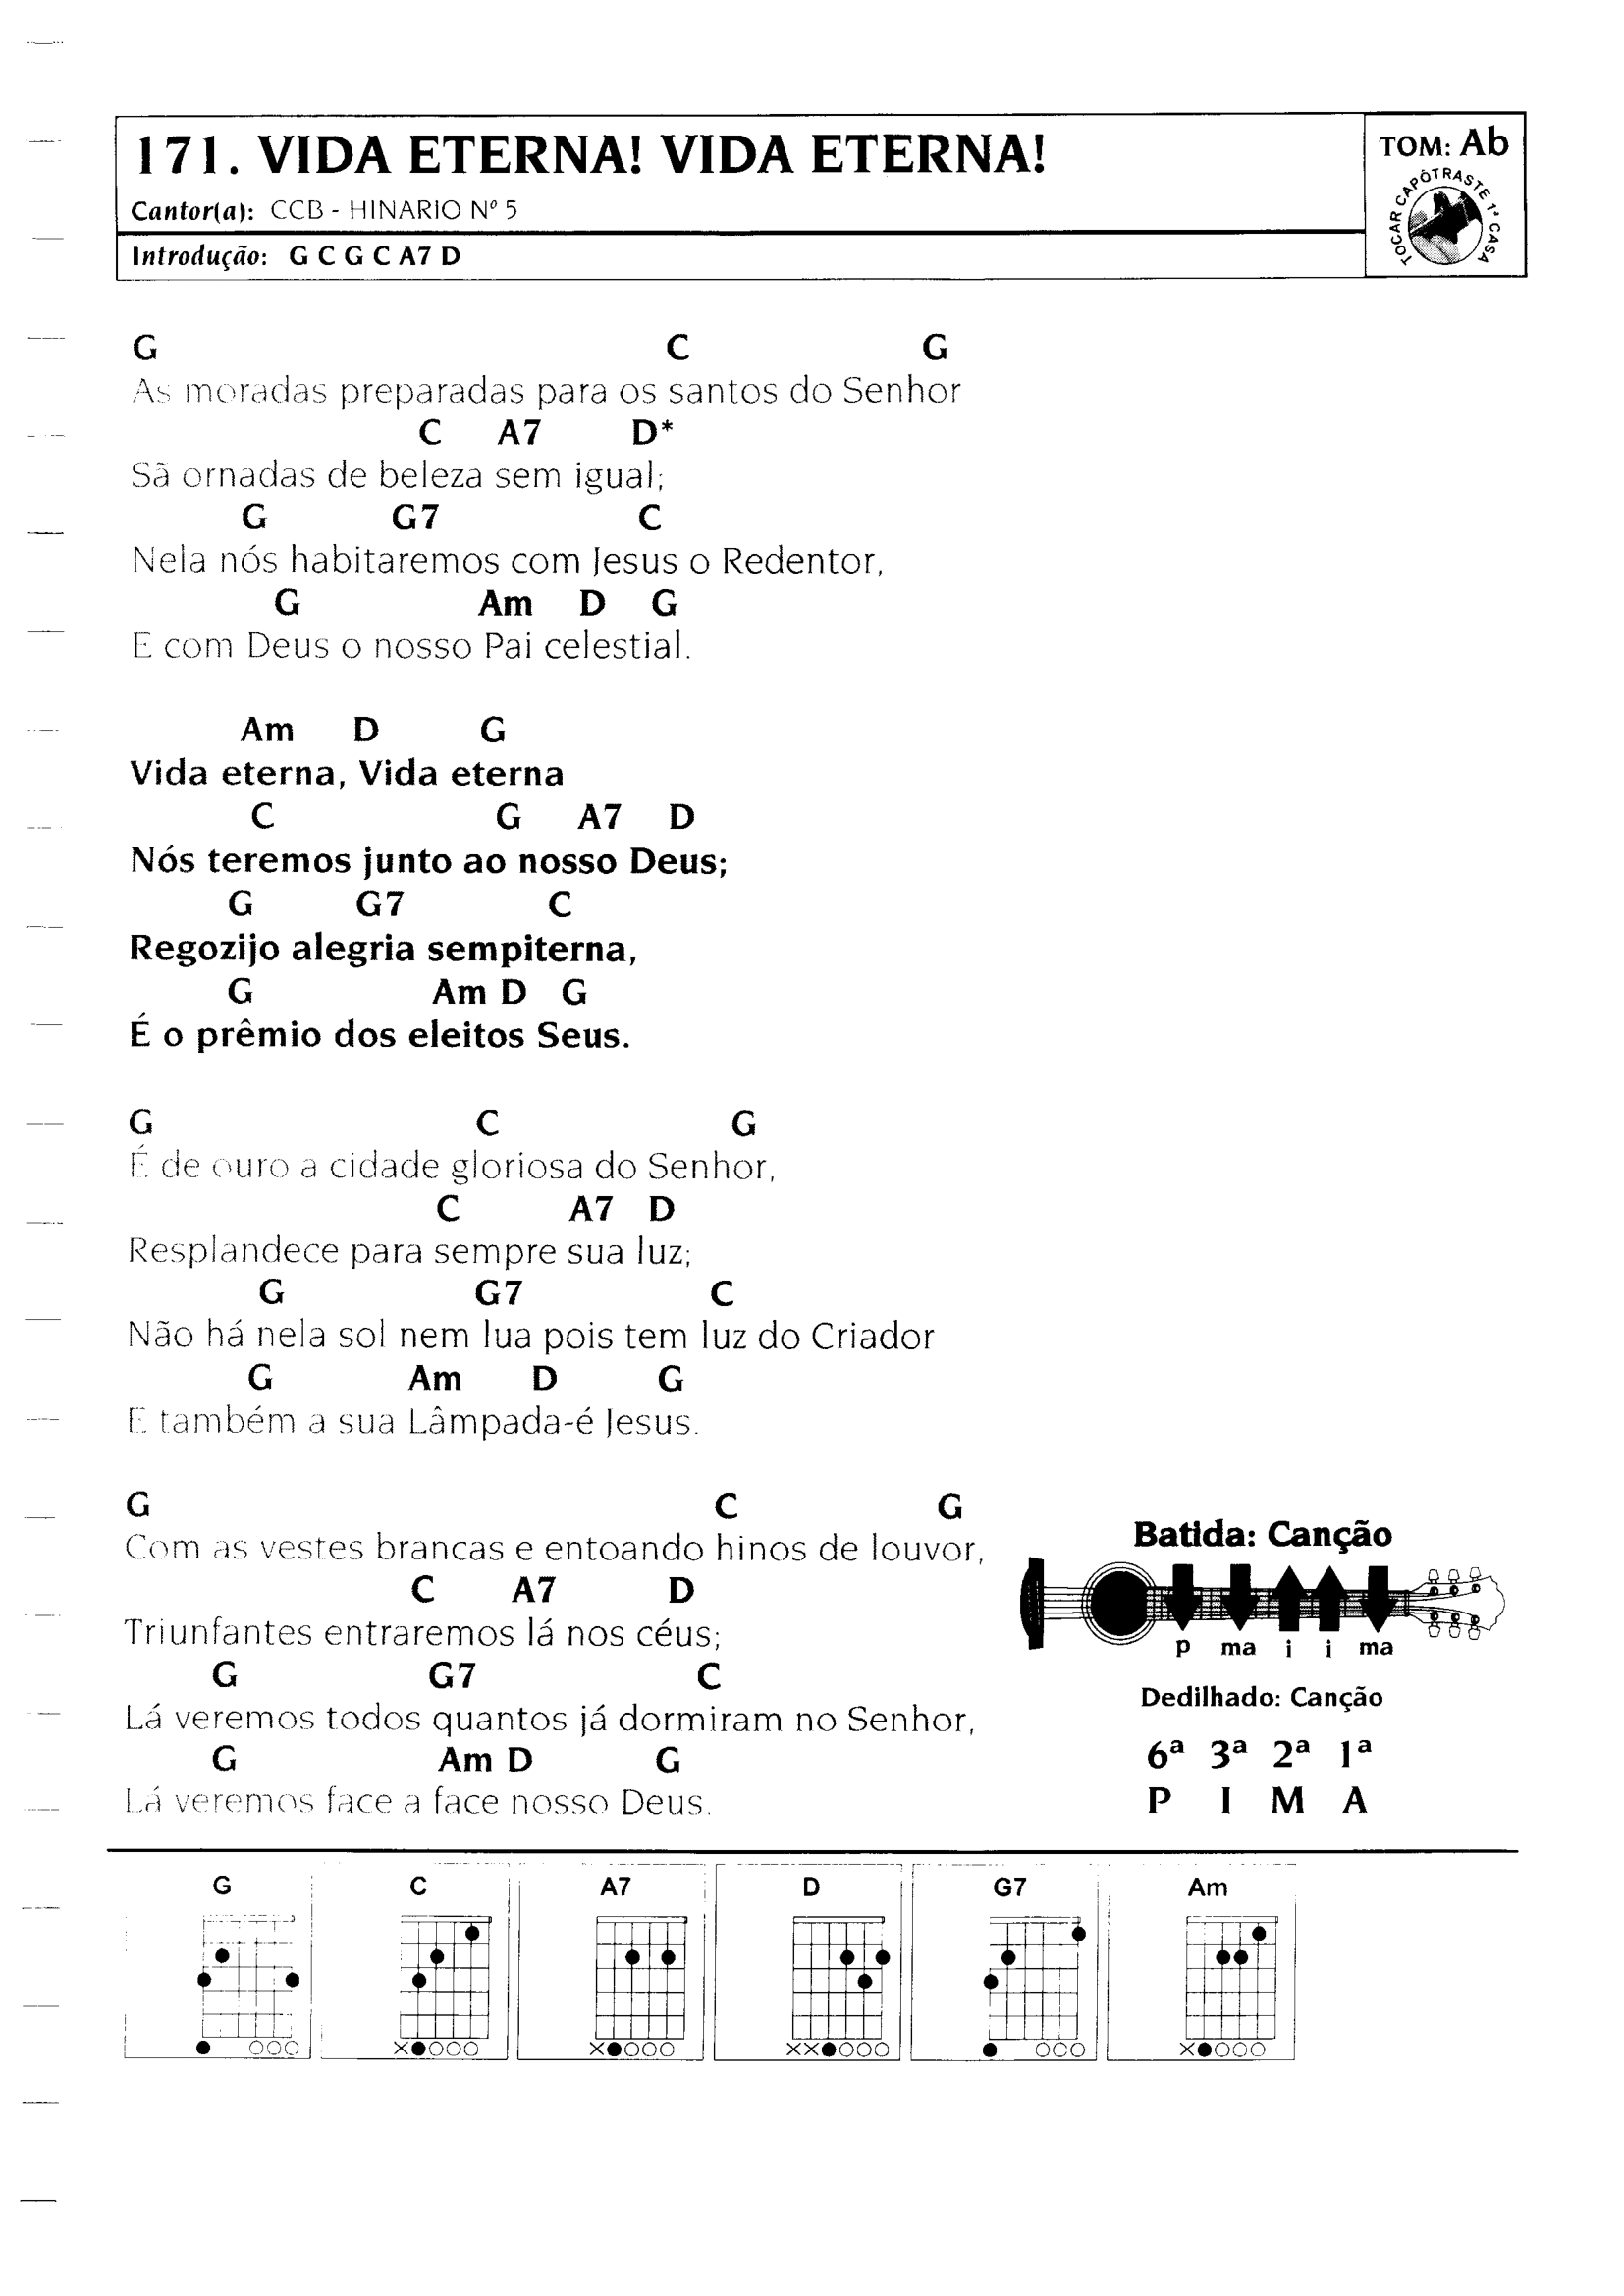 171. VIDA ETERNA! VIDA ETERNA!
TOM: Ab
TOCAR CAPÔTRASTE 1ª CASA
Cantor(a): CCB - HINARIO Nº 5
Introdução: G C G C A7 D
G C G
As moradas preparadas para os santos do Senhor
C A7 D*
Sã ornadas de beleza sem igual;
G G7 C
Nela nós habitaremos com Jesus o Redentor,
G Am D G
E com Deus o nosso Pai celestial.
Am D G
Vida eterna, Vida eterna
C G A7 D
Nós teremos junto ao nosso Deus;
G G7 C
Regozijo alegria sempiterna,
G Am D G
É o prêmio dos eleitos Seus.
G C G
É de ouro a cidade gloriosa do Senhor,
C A7 D
Resplandece para sempre sua luz;
G G7 C
Não há nela sol nem lua pois tem luz do Criador
G Am D G
E também a sua Lâmpada-é Jesus.
G C G
Com as vestes brancas e entoando hinos de louvor,
C A7 D
Triunfantes entraremos lá nos céus;
G G7 C
Lá veremos todos quantos já dormiram no Senhor,
G Am D G
Lá veremos face a face nosso Deus.
Batida: Canção
p ma i i ma
Dedilhado: Canção
6ª 3ª 2ª 1ª
P I M A
G C A7 D G7 Am